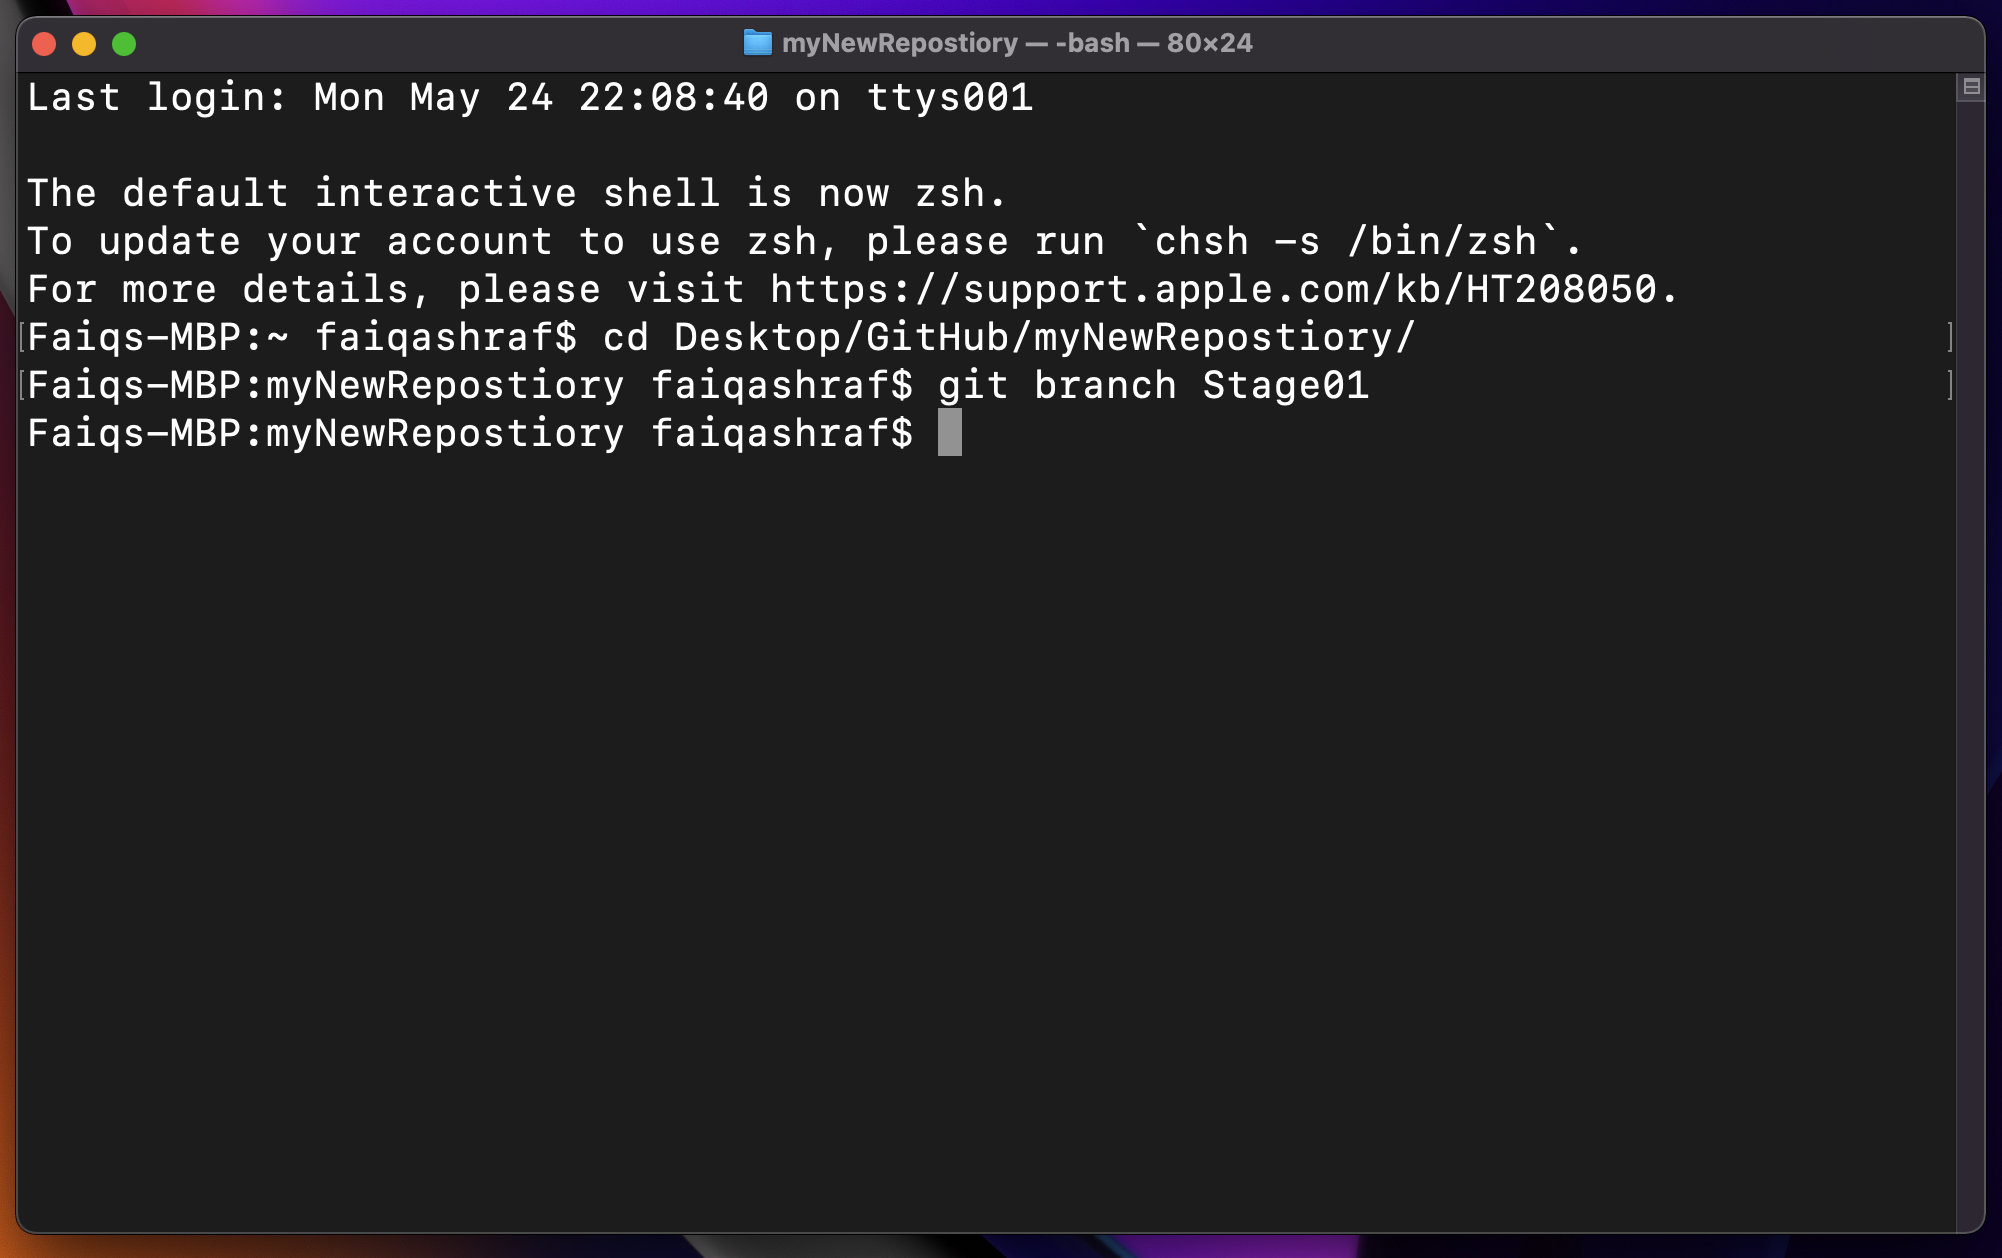 myNewRepostiory — -bash — 80×24
Last login: Mon May 24 22:08:40 on ttys001
The default interactive shell is now zsh.
To update your account to use zsh, please run `chsh -s /bin/zsh`.
For more details, please visit https://support.apple.com/kb/HT208050.
[Faiqs-MBP:~ faiqashraf$ cd Desktop/GitHub/myNewRepostiory/ ]
[Faiqs-MBP:myNewRepostiory faiqashraf$ git branch Stage01 ]
Faiqs-MBP:myNewRepostiory faiqashraf$